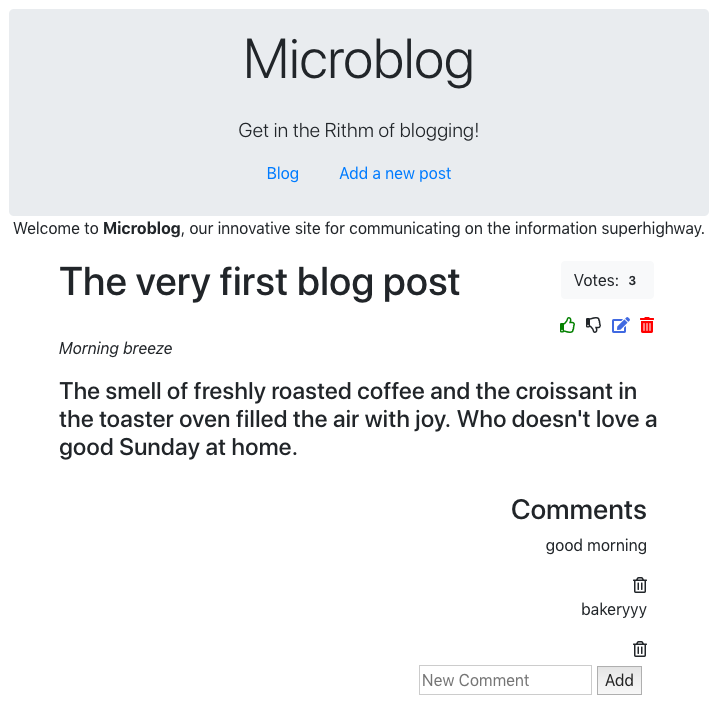 Microblog
Get in the Rithm of blogging!
Blog Add a new post
Welcome to Microblog, our innovative site for communicating on the information superhighway.
The very first blog post
Votes: 3
Morning breeze
The smell of freshly roasted coffee and the croissant in
the toaster oven filled the air with joy. Who doesn't love a
good Sunday at home.
Comments
good morning
bakeryyy
New Comment Add